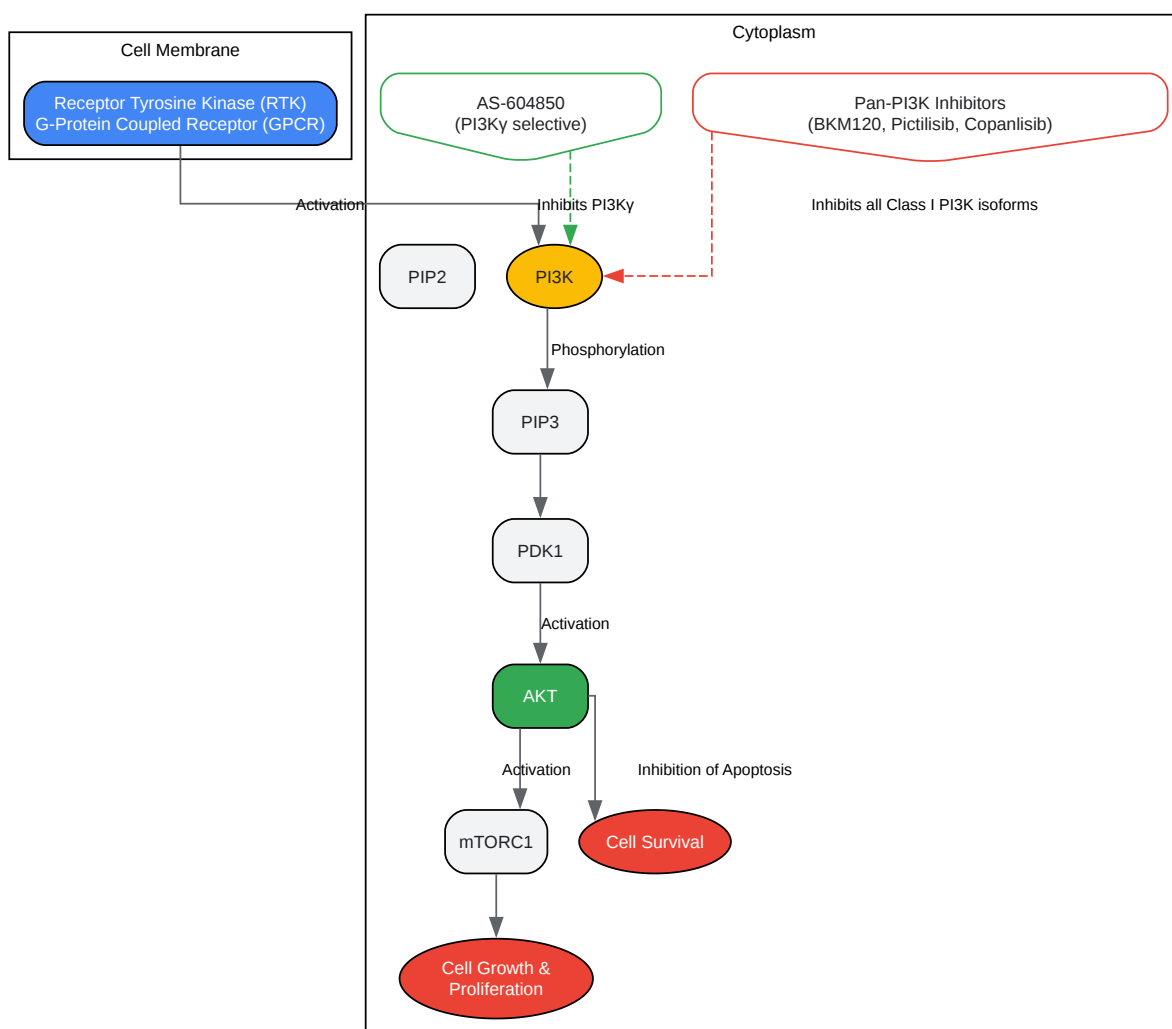 Cell Membrane
Cytoplasm
Receptor Tyrosine Kinase (RTK)
G-Protein Coupled Receptor (GPCR)
AS-604850
(PI3Kγ selective)
Pan-PI3K Inhibitors
(BKM120, Pictilisib, Copanlisib)
Activation
Inhibits PI3Kγ
Inhibits all Class I PI3K isoforms
PIP2
PI3K
Phosphorylation
PIP3
PDK1
Activation
AKT
Activation
Inhibition of Apoptosis
mTORC1
Cell Survival
Cell Growth &
Proliferation